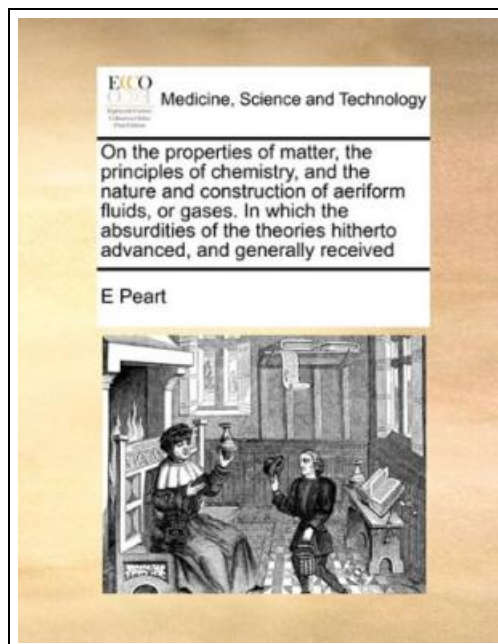 ECCO
Medicine, Science and Technology
On the properties of matter, the
principles of chemistry, and the
nature and construction of aeriform
fluids, or gases. In which the
absurdities of the theories hitherto
advanced, and generally received
E Peart